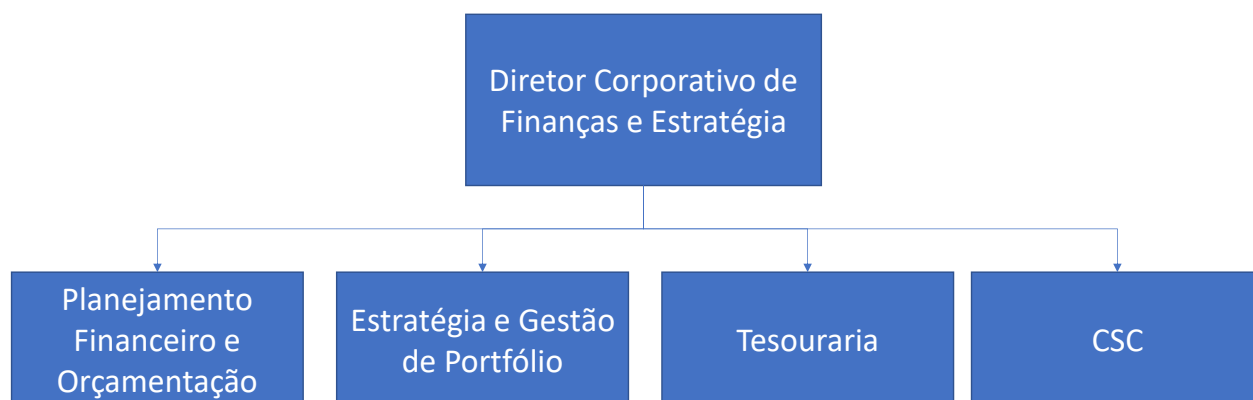 Diretor Corporativo de
Finanças e Estratégia
Planejamento
Financeiro e
Orçamentação
Estratégia e Gestão
de Portfólio
Tesouraria
CSC